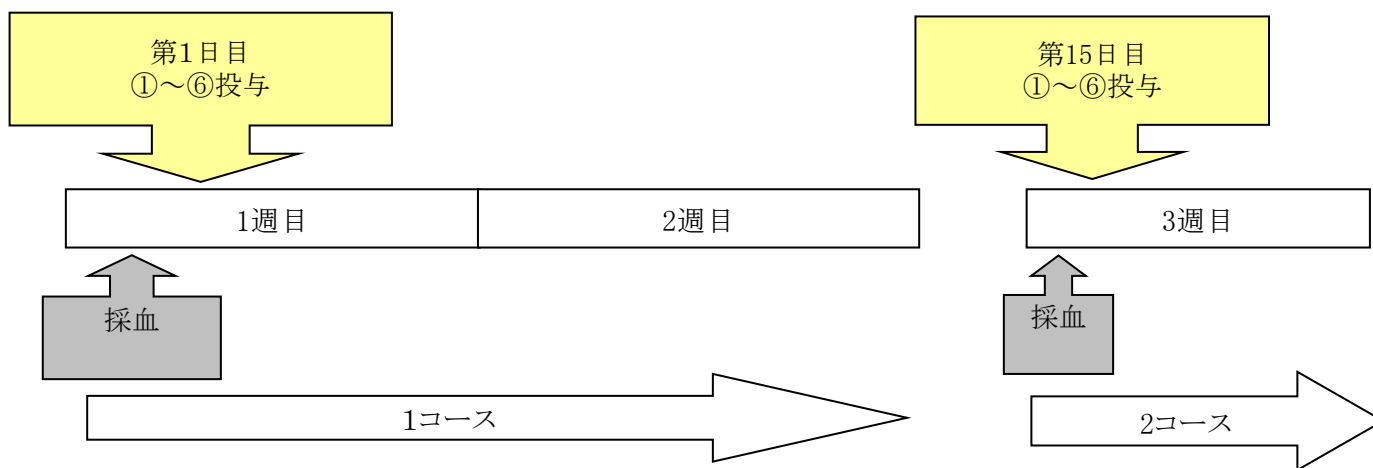 第1日目
①～⑥投与
第15日目
①～⑥投与
1週目
2週目
3週目
採血
採血
1コース
2コース